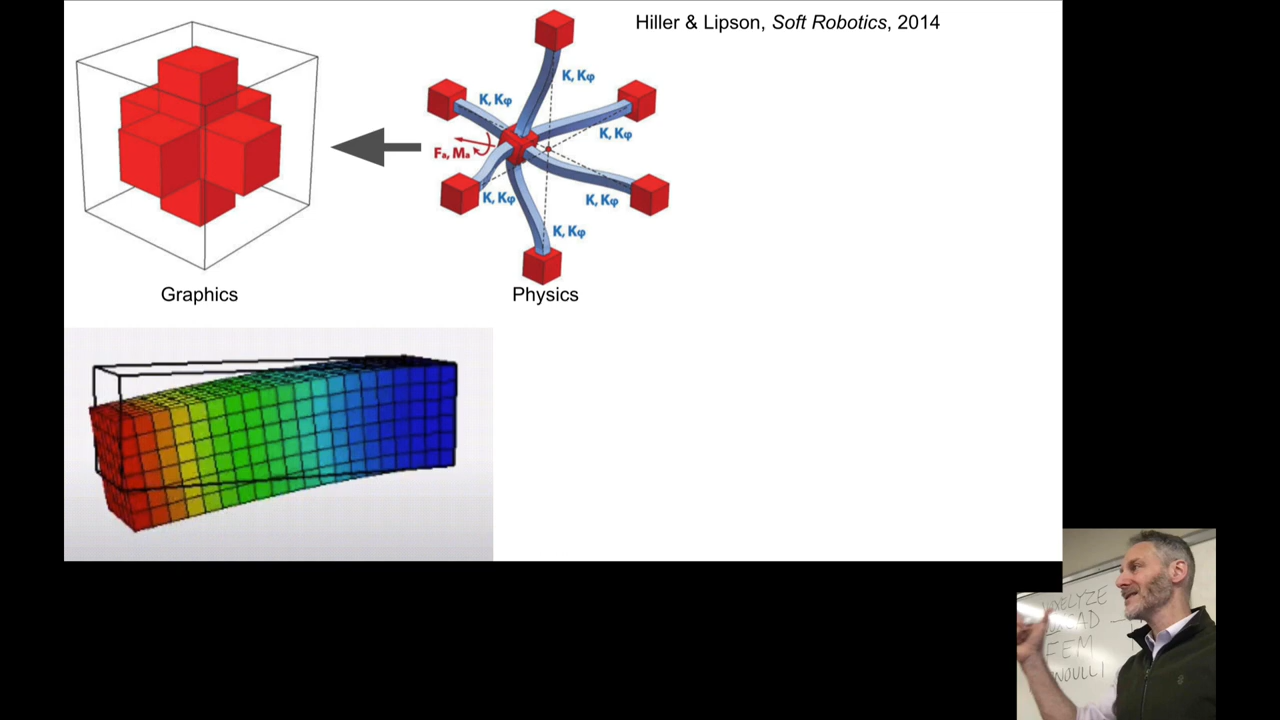 Hiller & Lipson, Soft Robotics, 2014
K, Kφ
K, Kφ
K, Kφ
Fₐ, Mₐ
K, Kφ
K, Kφ
K, Kφ
Graphics
Physics
FEM